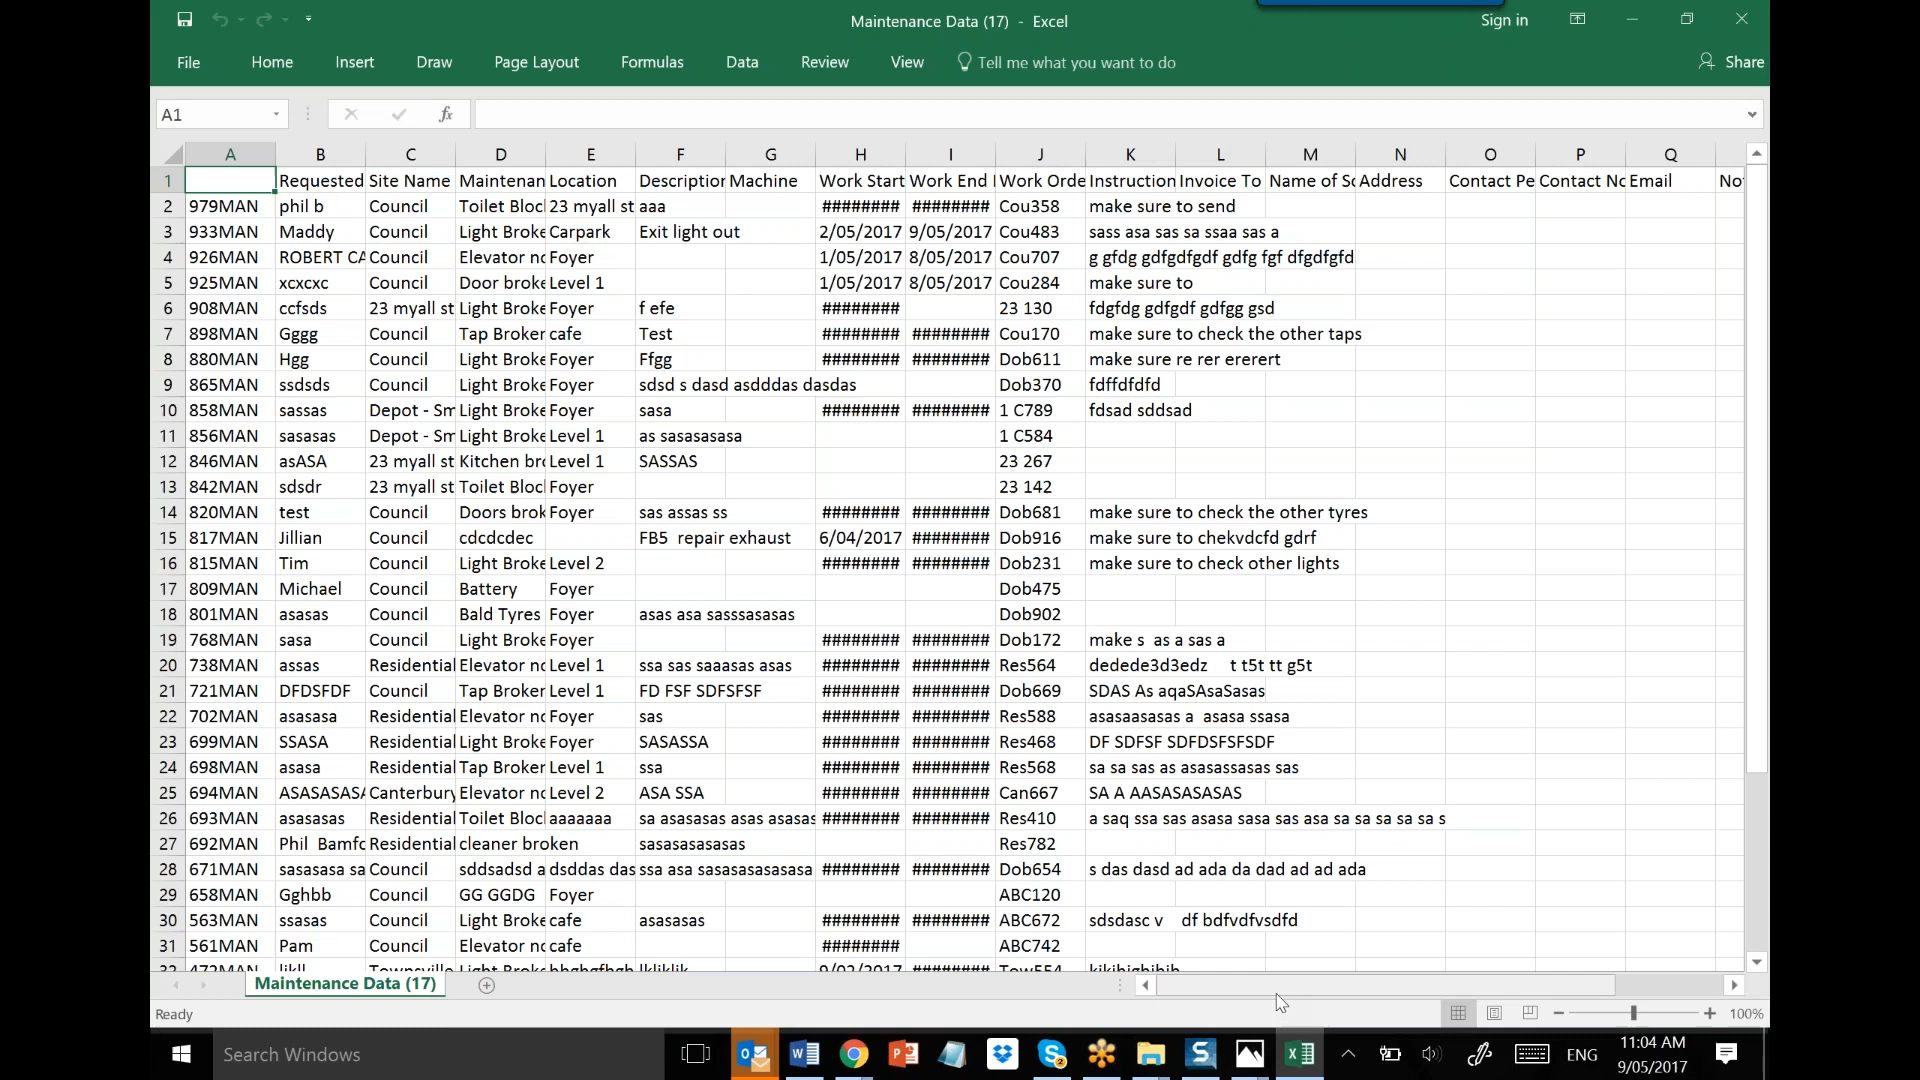 Maintenance Data (17) - Excel
Sign in
File Home Insert Draw Page Layout Formulas Data Review View Tell me what you want to do Share
A1 fx
A B C D E F G H I J K L M N O P Q
1 Requested Site Name Maintenan Location Description Machine Work Start Work End Work Orde Instruction Invoice To Name of Sc Address Contact Pe Contact No Email No
2 979MAN phil b Council Toilet Bloc 23 myall st aaa ######## ######## Cou358 make sure to send
3 933MAN Maddy Council Light Broke Carpark Exit light out 2/05/2017 9/05/2017 Cou483 sass asa sas sa ssaa sas a
4 926MAN ROBERT CA Council Elevator no Foyer 1/05/2017 8/05/2017 Cou707 g gfdg gdfgdfgdf gdfg fgf dfgdfgfd
5 925MAN xcxcxc Council Door broke Level 1 1/05/2017 8/05/2017 Cou284 make sure to
6 908MAN ccfsds 23 myall st Light Broke Foyer f efe ######## 23 130 fdgfdg gdfgdf gdfgg gsd
7 898MAN Gggg Council Tap Broken cafe Test ######## ######## Cou170 make sure to check the other taps
8 880MAN Hgg Council Light Broke Foyer Ffgg ######## ######## Dob611 make sure re rer ererert
9 865MAN ssdsds Council Light Broke Foyer sdsd s dasd asdddas dasdas Dob370 fdffdfdfd
10 858MAN sassas Depot - Sm Light Broke Foyer sasa ######## ######## 1 C789 fdsad sddsad
11 856MAN sasasas Depot - Sm Light Broke Level 1 as sasasasasa 1 C584
12 846MAN asASA 23 myall st Kitchen bro Level 1 SASSAS 23 267
13 842MAN sdsdr 23 myall st Toilet Bloc Foyer 23 142
14 820MAN test Council Doors brok Foyer sas assas ss ######## ######## Dob681 make sure to check the other tyres
15 817MAN Jillian Council cdcdcdec FB5 repair exhaust 6/04/2017 ######## Dob916 make sure to chekvdcfd gdrf
16 815MAN Tim Council Light Broke Level 2 ######## ######## Dob231 make sure to check other lights
17 809MAN Michael Council Battery Foyer Dob475
18 801MAN asasas Council Bald Tyres Foyer asas asa sasssasasas Dob902
19 768MAN sasa Council Light Broke Foyer ######## ######## Dob172 make s as a sas a
20 738MAN assas Residential Elevator no Level 1 ssa sas saaasas asas ######## ######## Res564 dedede3d3edz t t5t tt g5t
21 721MAN DFDSFDF Council Tap Broken Level 1 FD FSF SDFSFSF ######## ######## Dob669 SDAS As aqaSAsaSasas
22 702MAN asasasa Residential Elevator no Foyer sas ######## ######## Res588 asasaasasas a asasa ssasa
23 699MAN SSASA Residential Light Broke Foyer SASASSA ######## ######## Res468 DF SDFSF SDFDSFSFSDF
24 698MAN asasa Residential Tap Broken Level 1 ssa ######## ######## Res568 sa sa sas as asasassasas sas
25 694MAN ASASASASA Canterbury Elevator no Level 2 ASA SSA ######## ######## Can667 SA A AASASASASAS
26 693MAN asasasas Residential Toilet Bloc aaaaaaa sa asasasas asas asasas ######## ######## Res410 a saq ssa sas asasa sasa sas asa sa sa sa sa sa s
27 692MAN Phil Bamfo Residential cleaner broken sasasasasasas Res782
28 671MAN sasasasa sa Council sddsadsd a dsddas das ssa asa sasasasasasasa ######## ######## Dob654 s das dasd ad ada da dad ad ad ada
29 658MAN Gghbb Council GG GGDG Foyer ABC120
30 563MAN ssasas Council Light Broke cafe asasasas ######## ######## ABC672 sdsdasc v df bdfvdfvsdfd
31 561MAN Pam Council Elevator no cafe ######## ABC742
Maintenance Data (17)
Ready 100%
Search Windows ENG 11:04 AM
9/05/2017